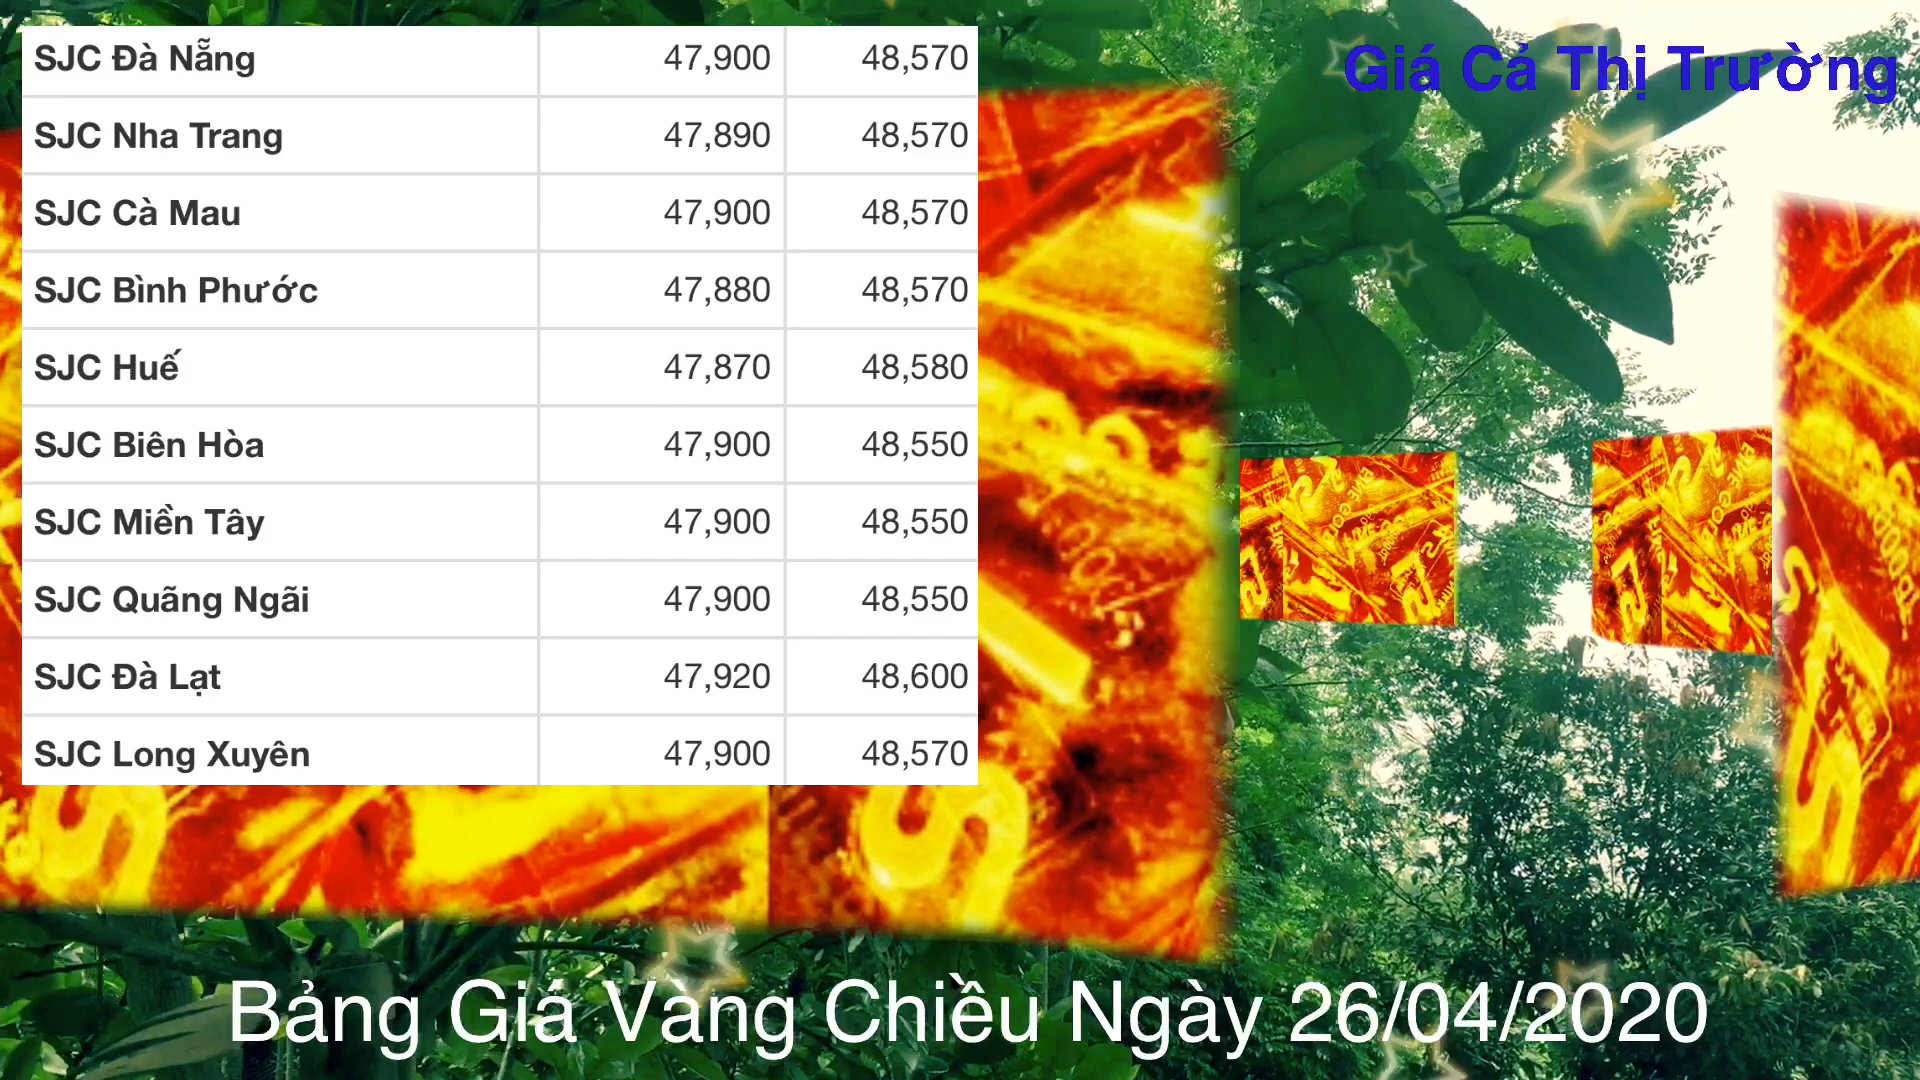 Giá Cả Thị Trường
SJC Đà Nẵng 47,900 48,570
SJC Nha Trang 47,890 48,570
SJC Cà Mau 47,900 48,570
SJC Bình Phước 47,880 48,570
SJC Huế 47,870 48,580
SJC Biên Hòa 47,900 48,550
SJC Miền Tây 47,900 48,550
SJC Quãng Ngãi 47,900 48,550
SJC Đà Lạt 47,920 48,600
SJC Long Xuyên 47,900 48,570
Bảng Giá Vàng Chiều Ngày 26/04/2020